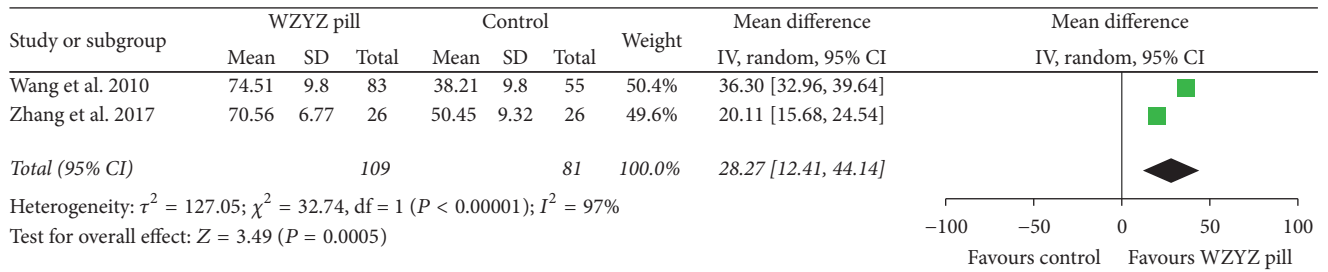 WZYZ pill Control Mean difference Mean difference
Study or subgroup Weight
Mean SD Total Mean SD Total IV, random, 95% CI IV, random, 95% CI
Wang et al. 2010 74.51 9.8 83 38.21 9.8 55 50.4% 36.30 [32.96, 39.64]
Zhang et al. 2017 70.56 6.77 26 50.45 9.32 26 49.6% 20.11 [15.68, 24.54]
Total (95% CI) 109 81 100.0% 28.27 [12.41, 44.14]
Heterogeneity: τ² = 127.05; χ² = 32.74, df = 1 (P < 0.00001); I² = 97%
Test for overall effect: Z = 3.49 (P = 0.0005)
−100 −50 0 50 100
Favours control Favours WZYZ pill